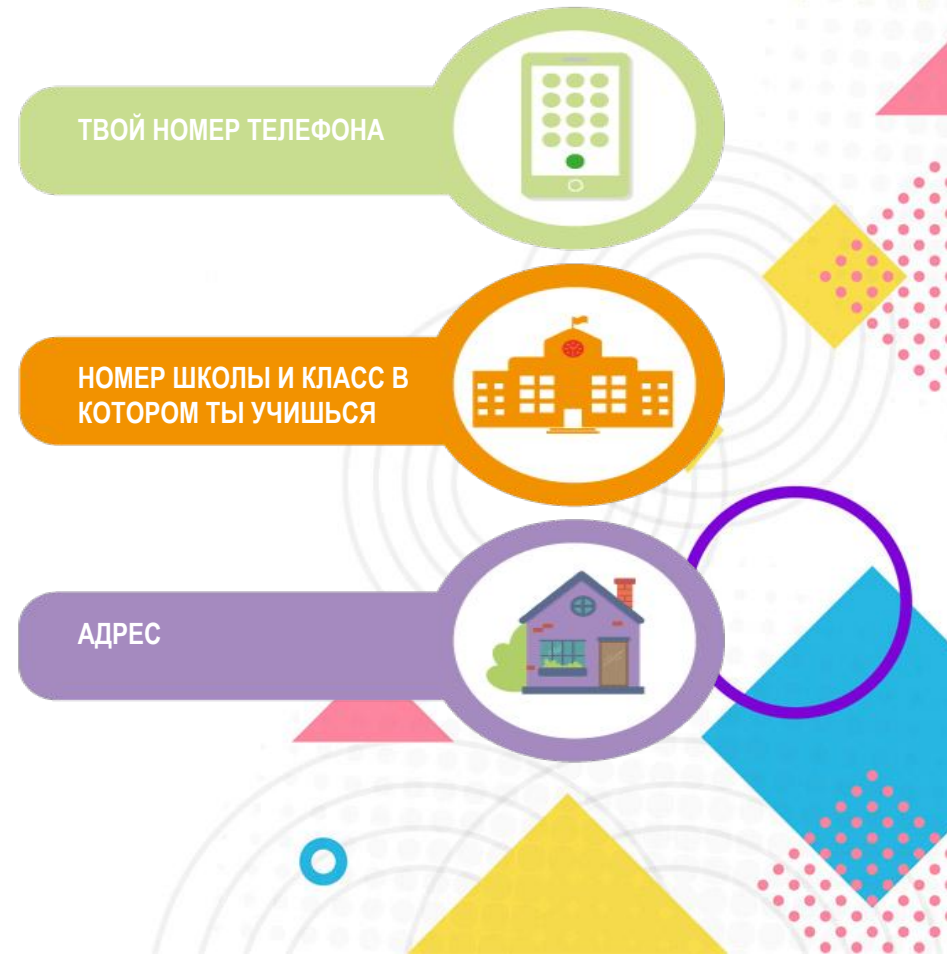 ТВОЙ НОМЕР ТЕЛЕФОНА
НОМЕР ШКОЛЫ И КЛАСС В
КОТОРОМ ТЫ УЧИШЬСЯ
АДРЕС